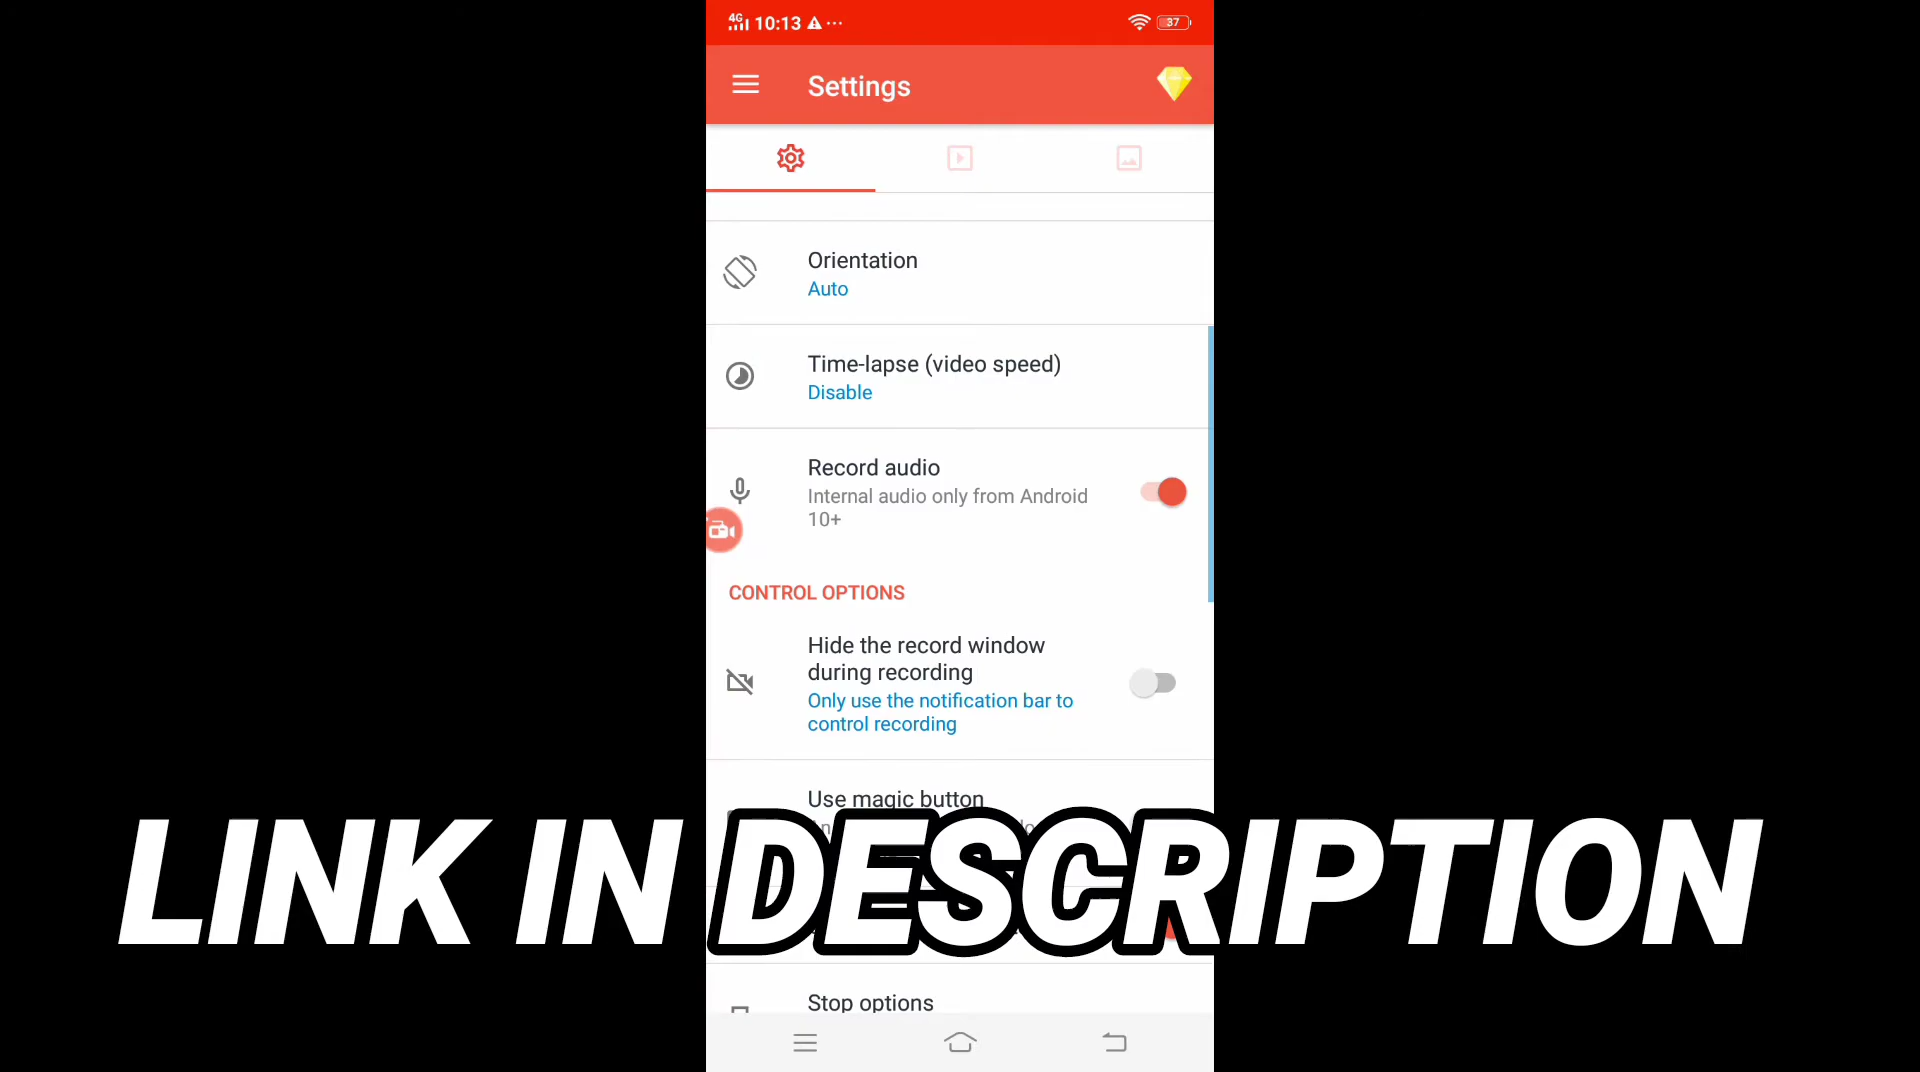 4G 10:13 37
Settings
Orientation
Auto
Time-lapse (video speed)
Disable
Record audio
Internal audio only from Android
10+
CONTROL OPTIONS
Hide the record window
during recording
Only use the notification bar to
control recording
Use magic button
LINK IN DESCRIPTION
Stop options